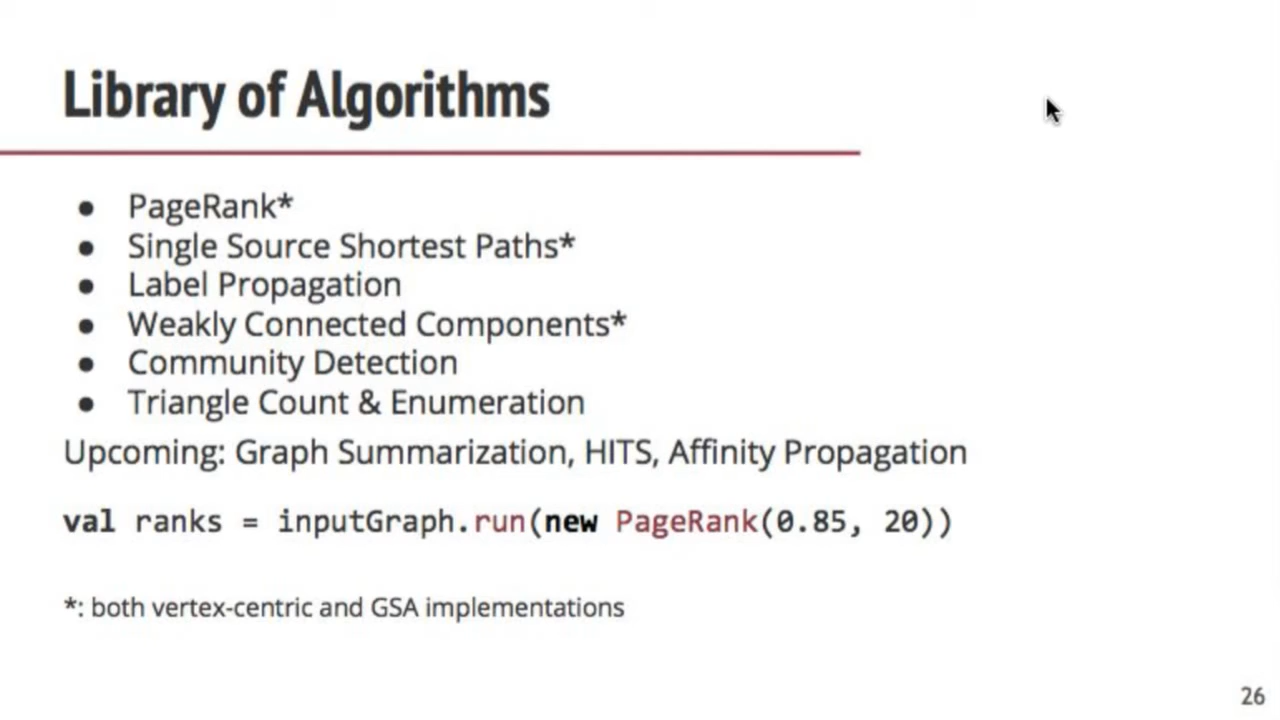 Library of Algorithms
● PageRank*
● Single Source Shortest Paths*
● Label Propagation
● Weakly Connected Components*
● Community Detection
● Triangle Count & Enumeration
Upcoming: Graph Summarization, HITS, Affinity Propagation
val ranks = inputGraph.run(new PageRank(0.85, 20))
*: both vertex-centric and GSA implementations
26